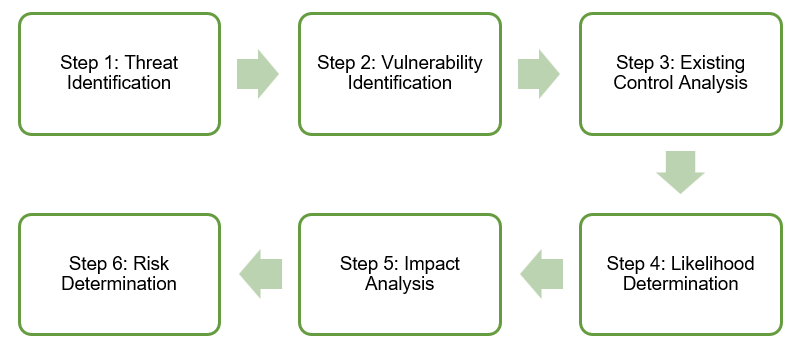 Step 1: Threat
Identification
Step 2: Vulnerability
Identification
Step 3: Existing
Control Analysis
Step 4: Likelihood
Determination
Step 5: Impact
Analysis
Step 6: Risk
Determination